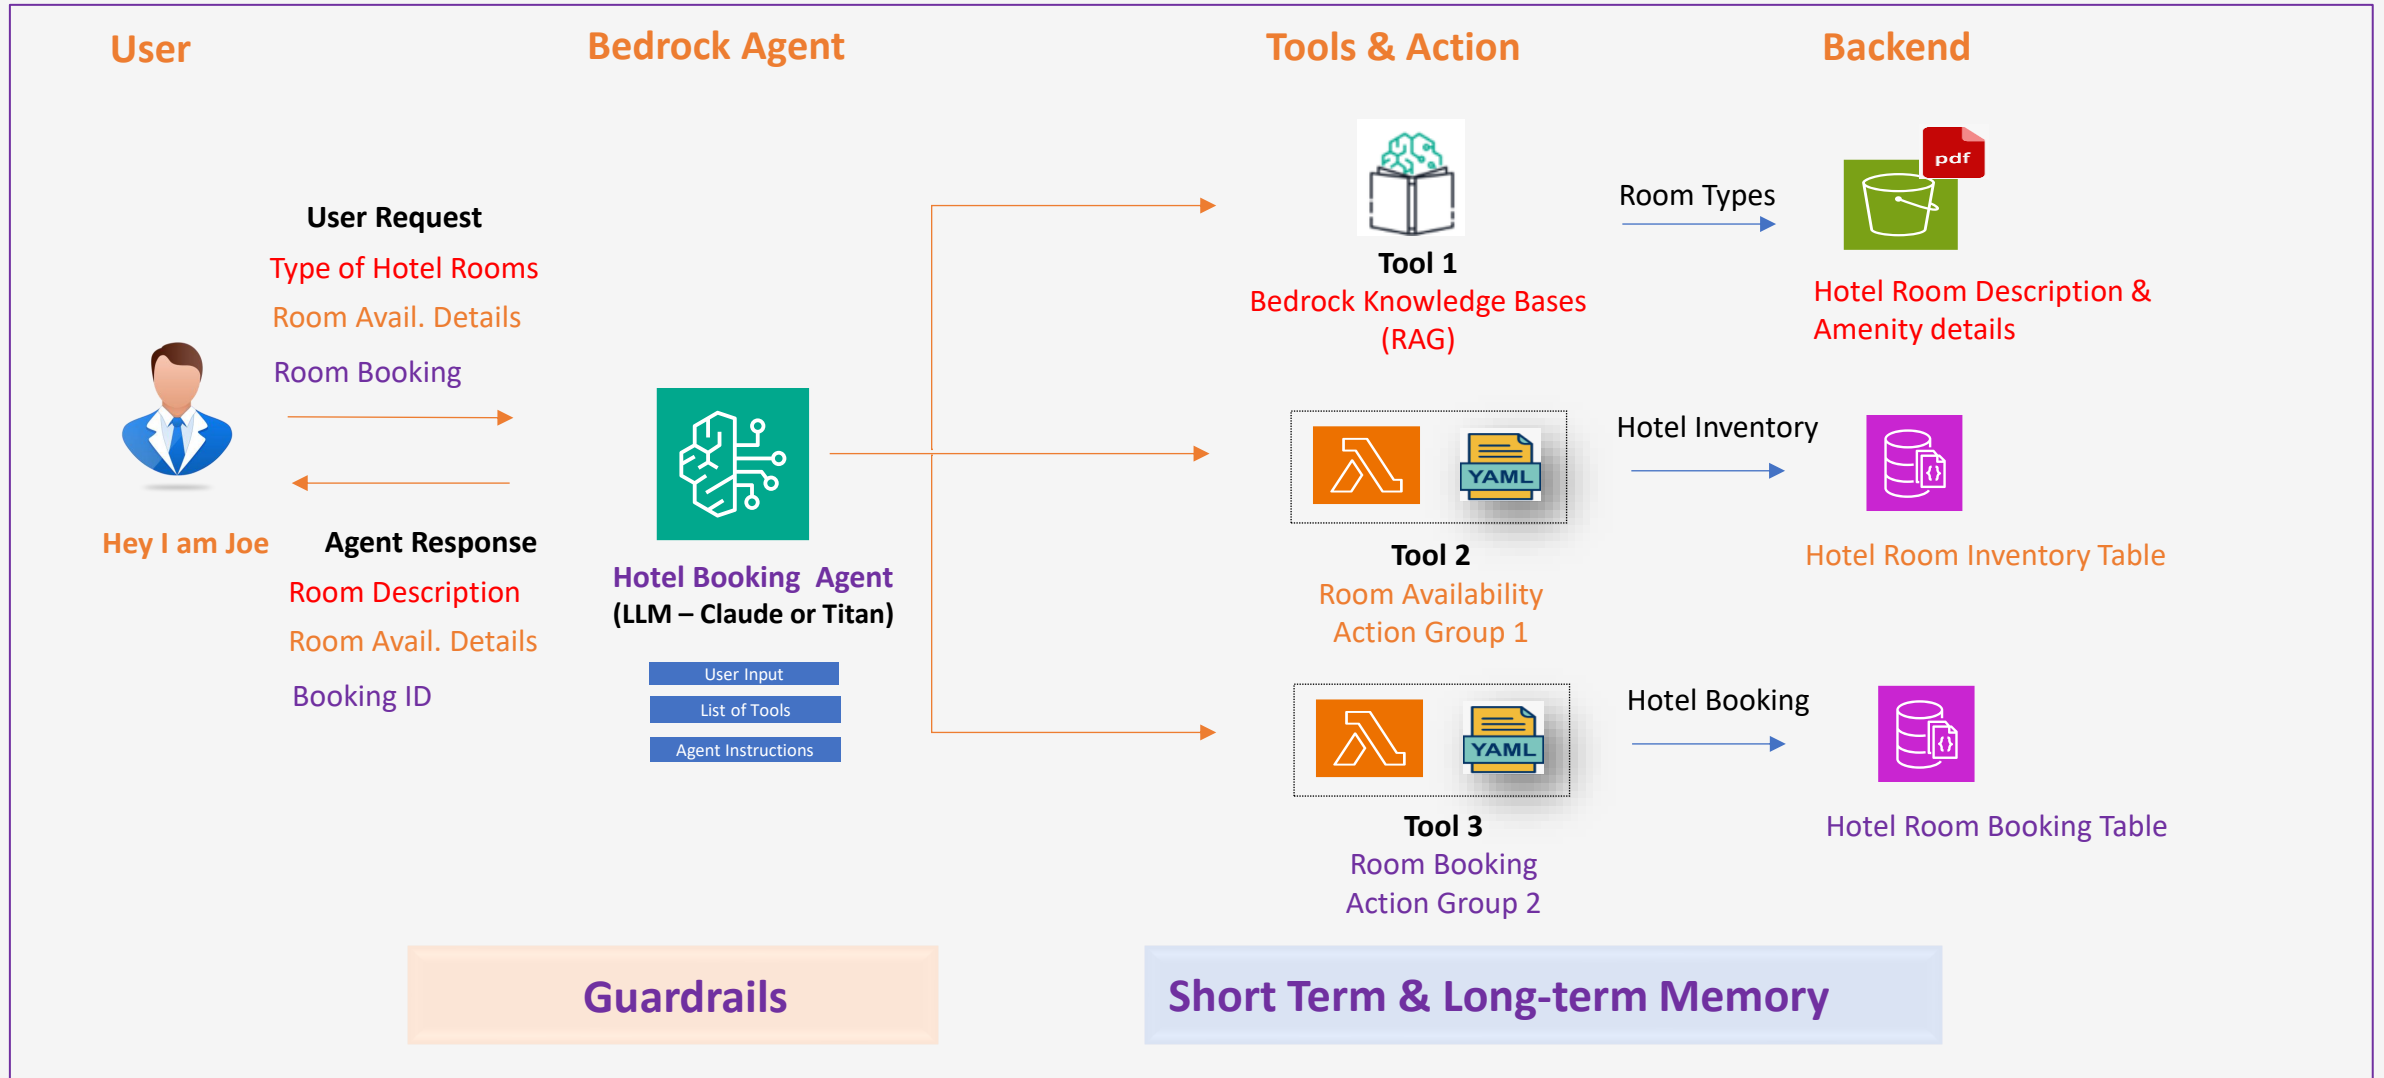 User
Bedrock Agent
Tools & Action
Backend
User Request
Type of Hotel Rooms
Room Avail. Details
Room Booking
Hey I am Joe
Agent Response
Room Description
Room Avail. Details
Booking ID
Hotel Booking Agent
(LLM – Claude or Titan)
User Input
List of Tools
Agent Instructions
Tool 1
Bedrock Knowledge Bases
(RAG)
Room Types
pdf
Hotel Room Description &
Amenity details
YAML
Tool 2
Room Availability
Action Group 1
Hotel Inventory
Hotel Room Inventory Table
YAML
Tool 3
Room Booking
Action Group 2
Hotel Booking
Hotel Room Booking Table
Guardrails
Short Term & Long-term Memory